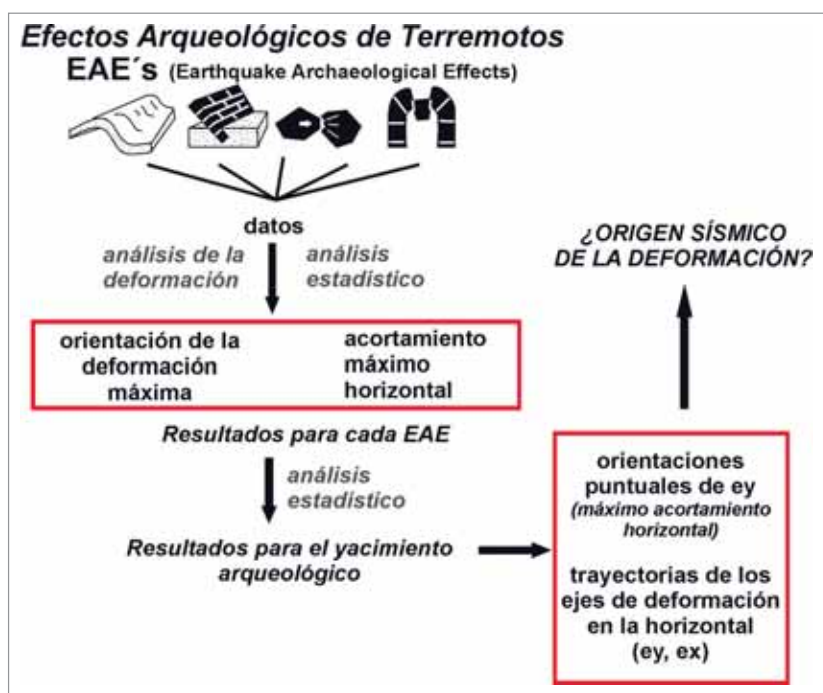 Efectos Arqueológicos de Terremotos
EAE´s (Earthquake Archaeological Effects)
datos
análisis de la
deformación
análisis
estadistico
orientación de la
deformación
máxima
acortamiento
máximo
horizontal
Resultados para cada EAE
análisis
estadistico
Resultados para el yacimiento
arqueológico
orientaciones
puntuales de ey
(máximo acortamiento
horizontal)
trayectorias de los
ejes de deformación
en la horizontal
(ey, ex)
¿ORIGEN SÍSMICO
DE LA DEFORMACIÓN?